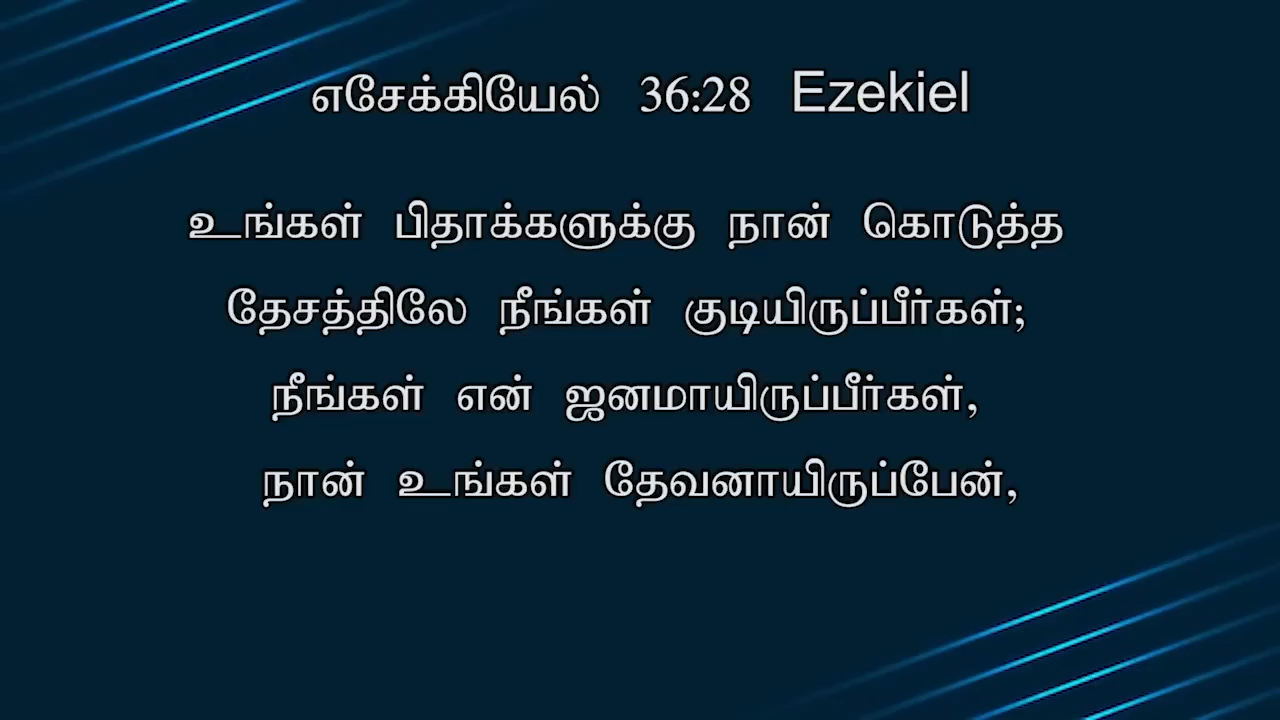 எசேக்கியேல் 36:28 Ezekiel
உங்கள் பிதாக்களுக்கு நான் கொடுத்த
தேசத்திலே நீங்கள் குடியிருப்பீர்கள்;
நீங்கள் என் ஜனமாயிருப்பீர்கள்,
நான் உங்கள் தேவனாயிருப்பேன்,